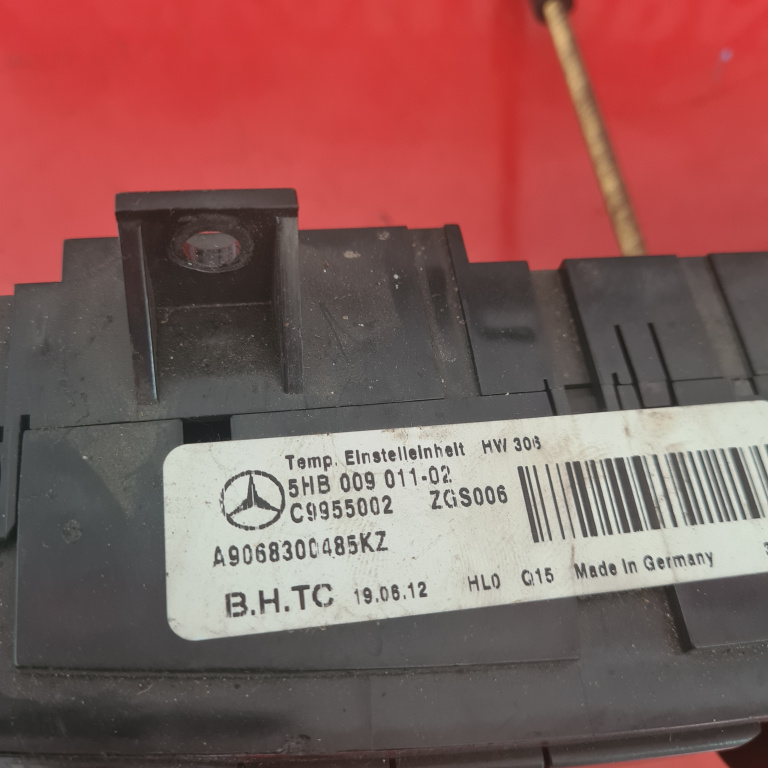 Temp. Einstelleinheit HW 306
5HB 009 011-02
C9955002 ZGS006
A9068300485KZ
B.H.TC 19.06.12 HL0 Q15 Made in Germany